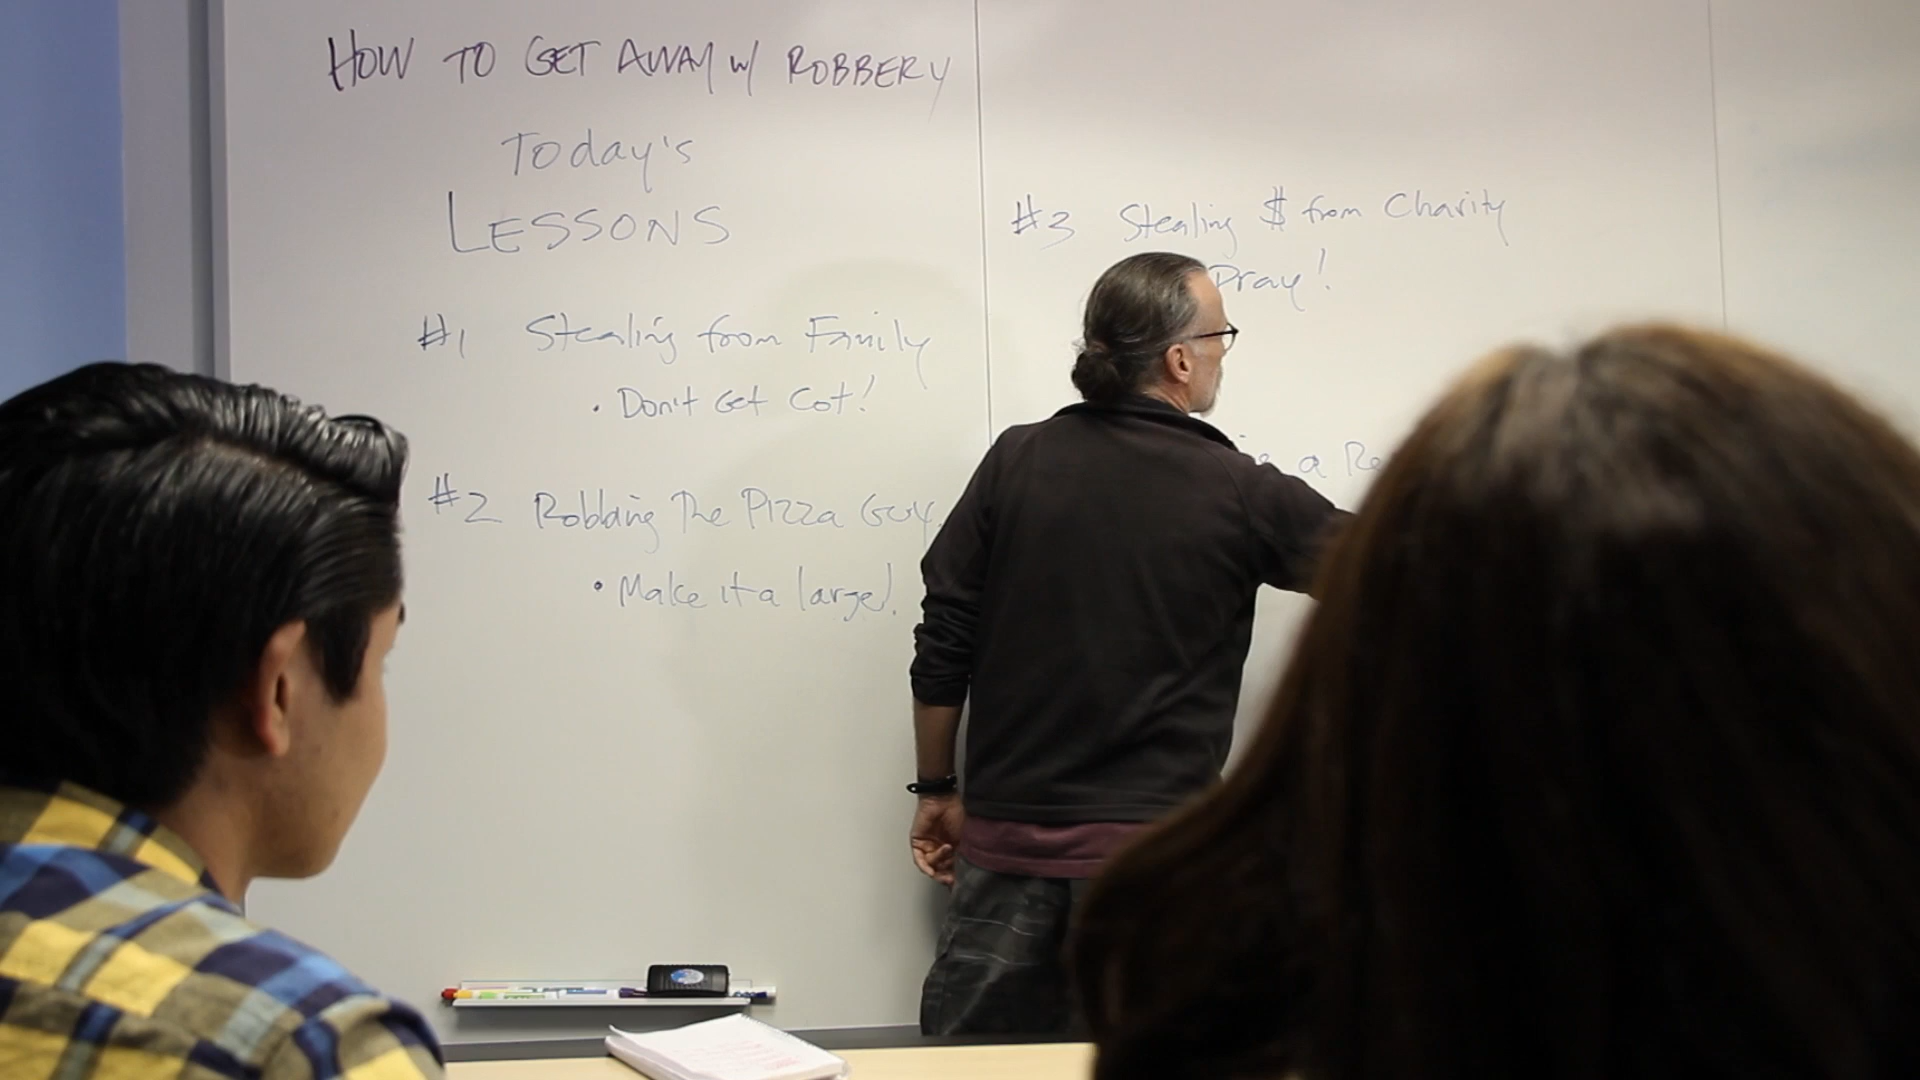 HOW TO GET AWAY w/ ROBBERY
Today's
LESSONS
#1 Stealing from Family
• Don't Get Cot!
#2 Robbing The Pizza Guy.
• Make it a large!
#3 Stealing $ from Charity
Pray!
a